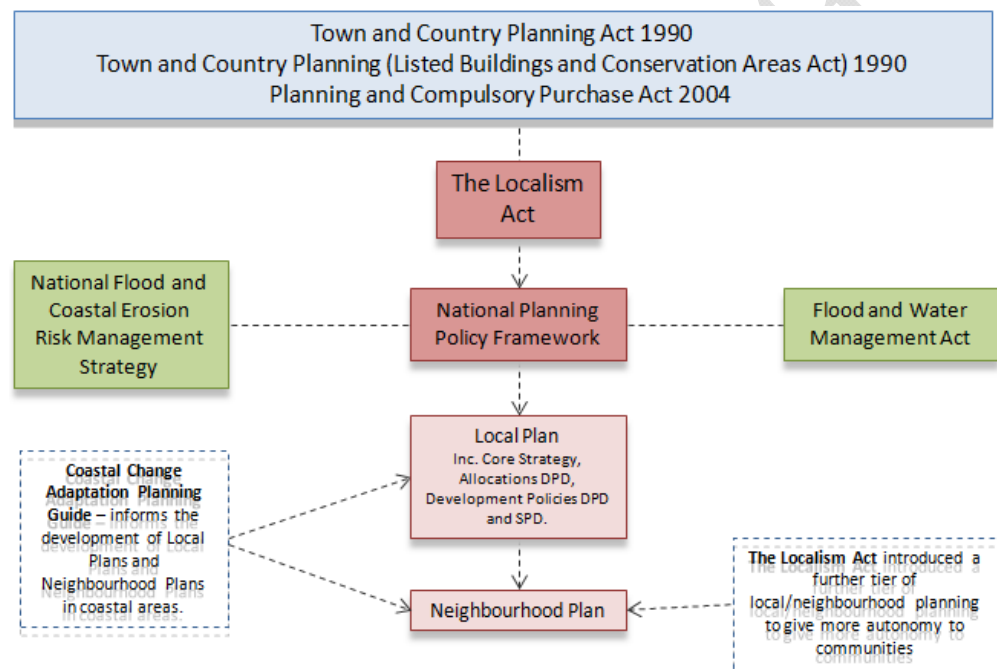 Town and Country Planning Act 1990
Town and Country Planning (Listed Buildings and Conservation Areas Act) 1990
Planning and Compulsory Purchase Act 2004
The Localism
Act
National Flood and
Coastal Erosion
Risk Management
Strategy
National Planning
Policy Framework
Flood and Water
Management Act
Local Plan
Inc. Core Strategy,
Allocations DPD,
Development Policies DPD
and SPD.
Coastal Change
Adaptation Planning
Guide – informs the
development of Local
Plans and
Neighbourhood Plans
in coastal areas.
Neighbourhood Plan
The Localism Act introduced a
further tier of
local/neighbourhood planning
to give more autonomy to
communities